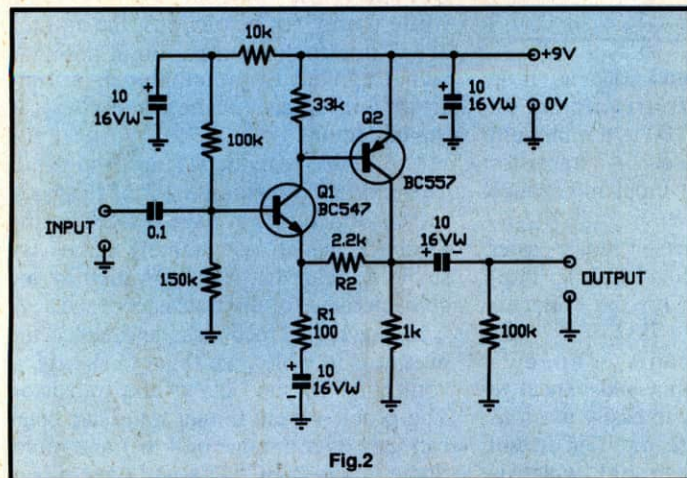 10k
+9V
10
16VW
33k
Q2
10
16VW
0V
100k
Q1
BC547
BC557
INPUT
0.1
2.2k
R2
10
16VW
OUTPUT
150k
R1
100
1k
100k
10
16VW
Fig.2